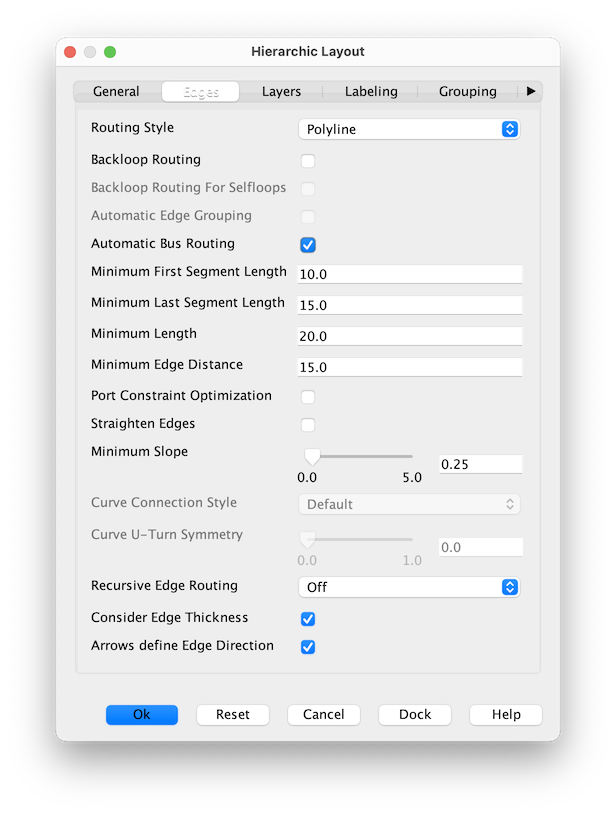 Hierarchic Layout
General Edges Layers Labeling Grouping
Routing Style Polyline
Backloop Routing
Backloop Routing For Selfloops
Automatic Edge Grouping
Automatic Bus Routing
Minimum First Segment Length 10.0
Minimum Last Segment Length 15.0
Minimum Length 20.0
Minimum Edge Distance 15.0
Port Constraint Optimization
Straighten Edges
Minimum Slope 0.25
0.0 5.0
Curve Connection Style Default
Curve U-Turn Symmetry 0.0
0.0 1.0
Recursive Edge Routing Off
Consider Edge Thickness
Arrows define Edge Direction
Ok Reset Cancel Dock Help